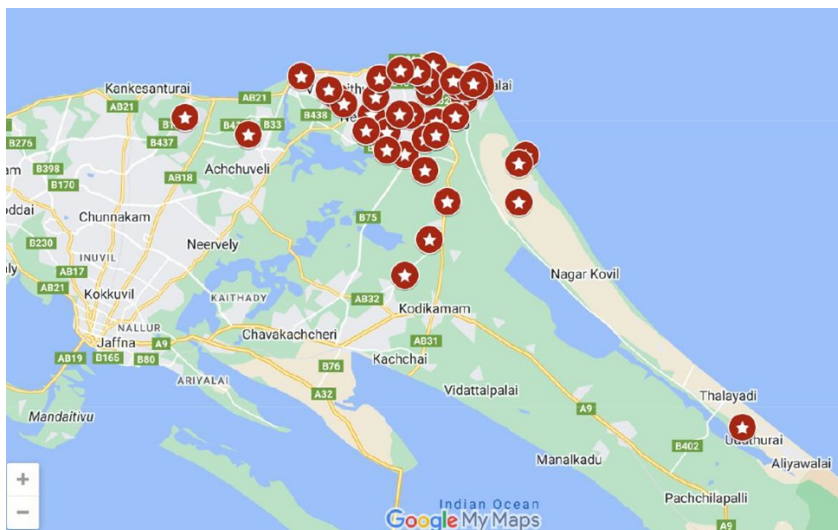 Kankesanturai
AB21
AB21
B33
B437
B438
B276
B398
B170
AB18
Achchuveli
Chunnakam
B75
Neervely
B230
INUVIL
AB17
AB21
Kokkuvil
KAITHADY
AB32
Nagar Kovil
NALLUR
Kodikamam
Jaffna
A9
Chavakachcheri
AB31
AB19
B165
B80
Kachchai
ARIYALAI
B76
A32
Vidattalpalai
Thalayadi
Mandaitivu
A9
B402
Aliyawalai
Manalkadu
Pachchilapalli
Indian Ocean
A9
Google My Maps